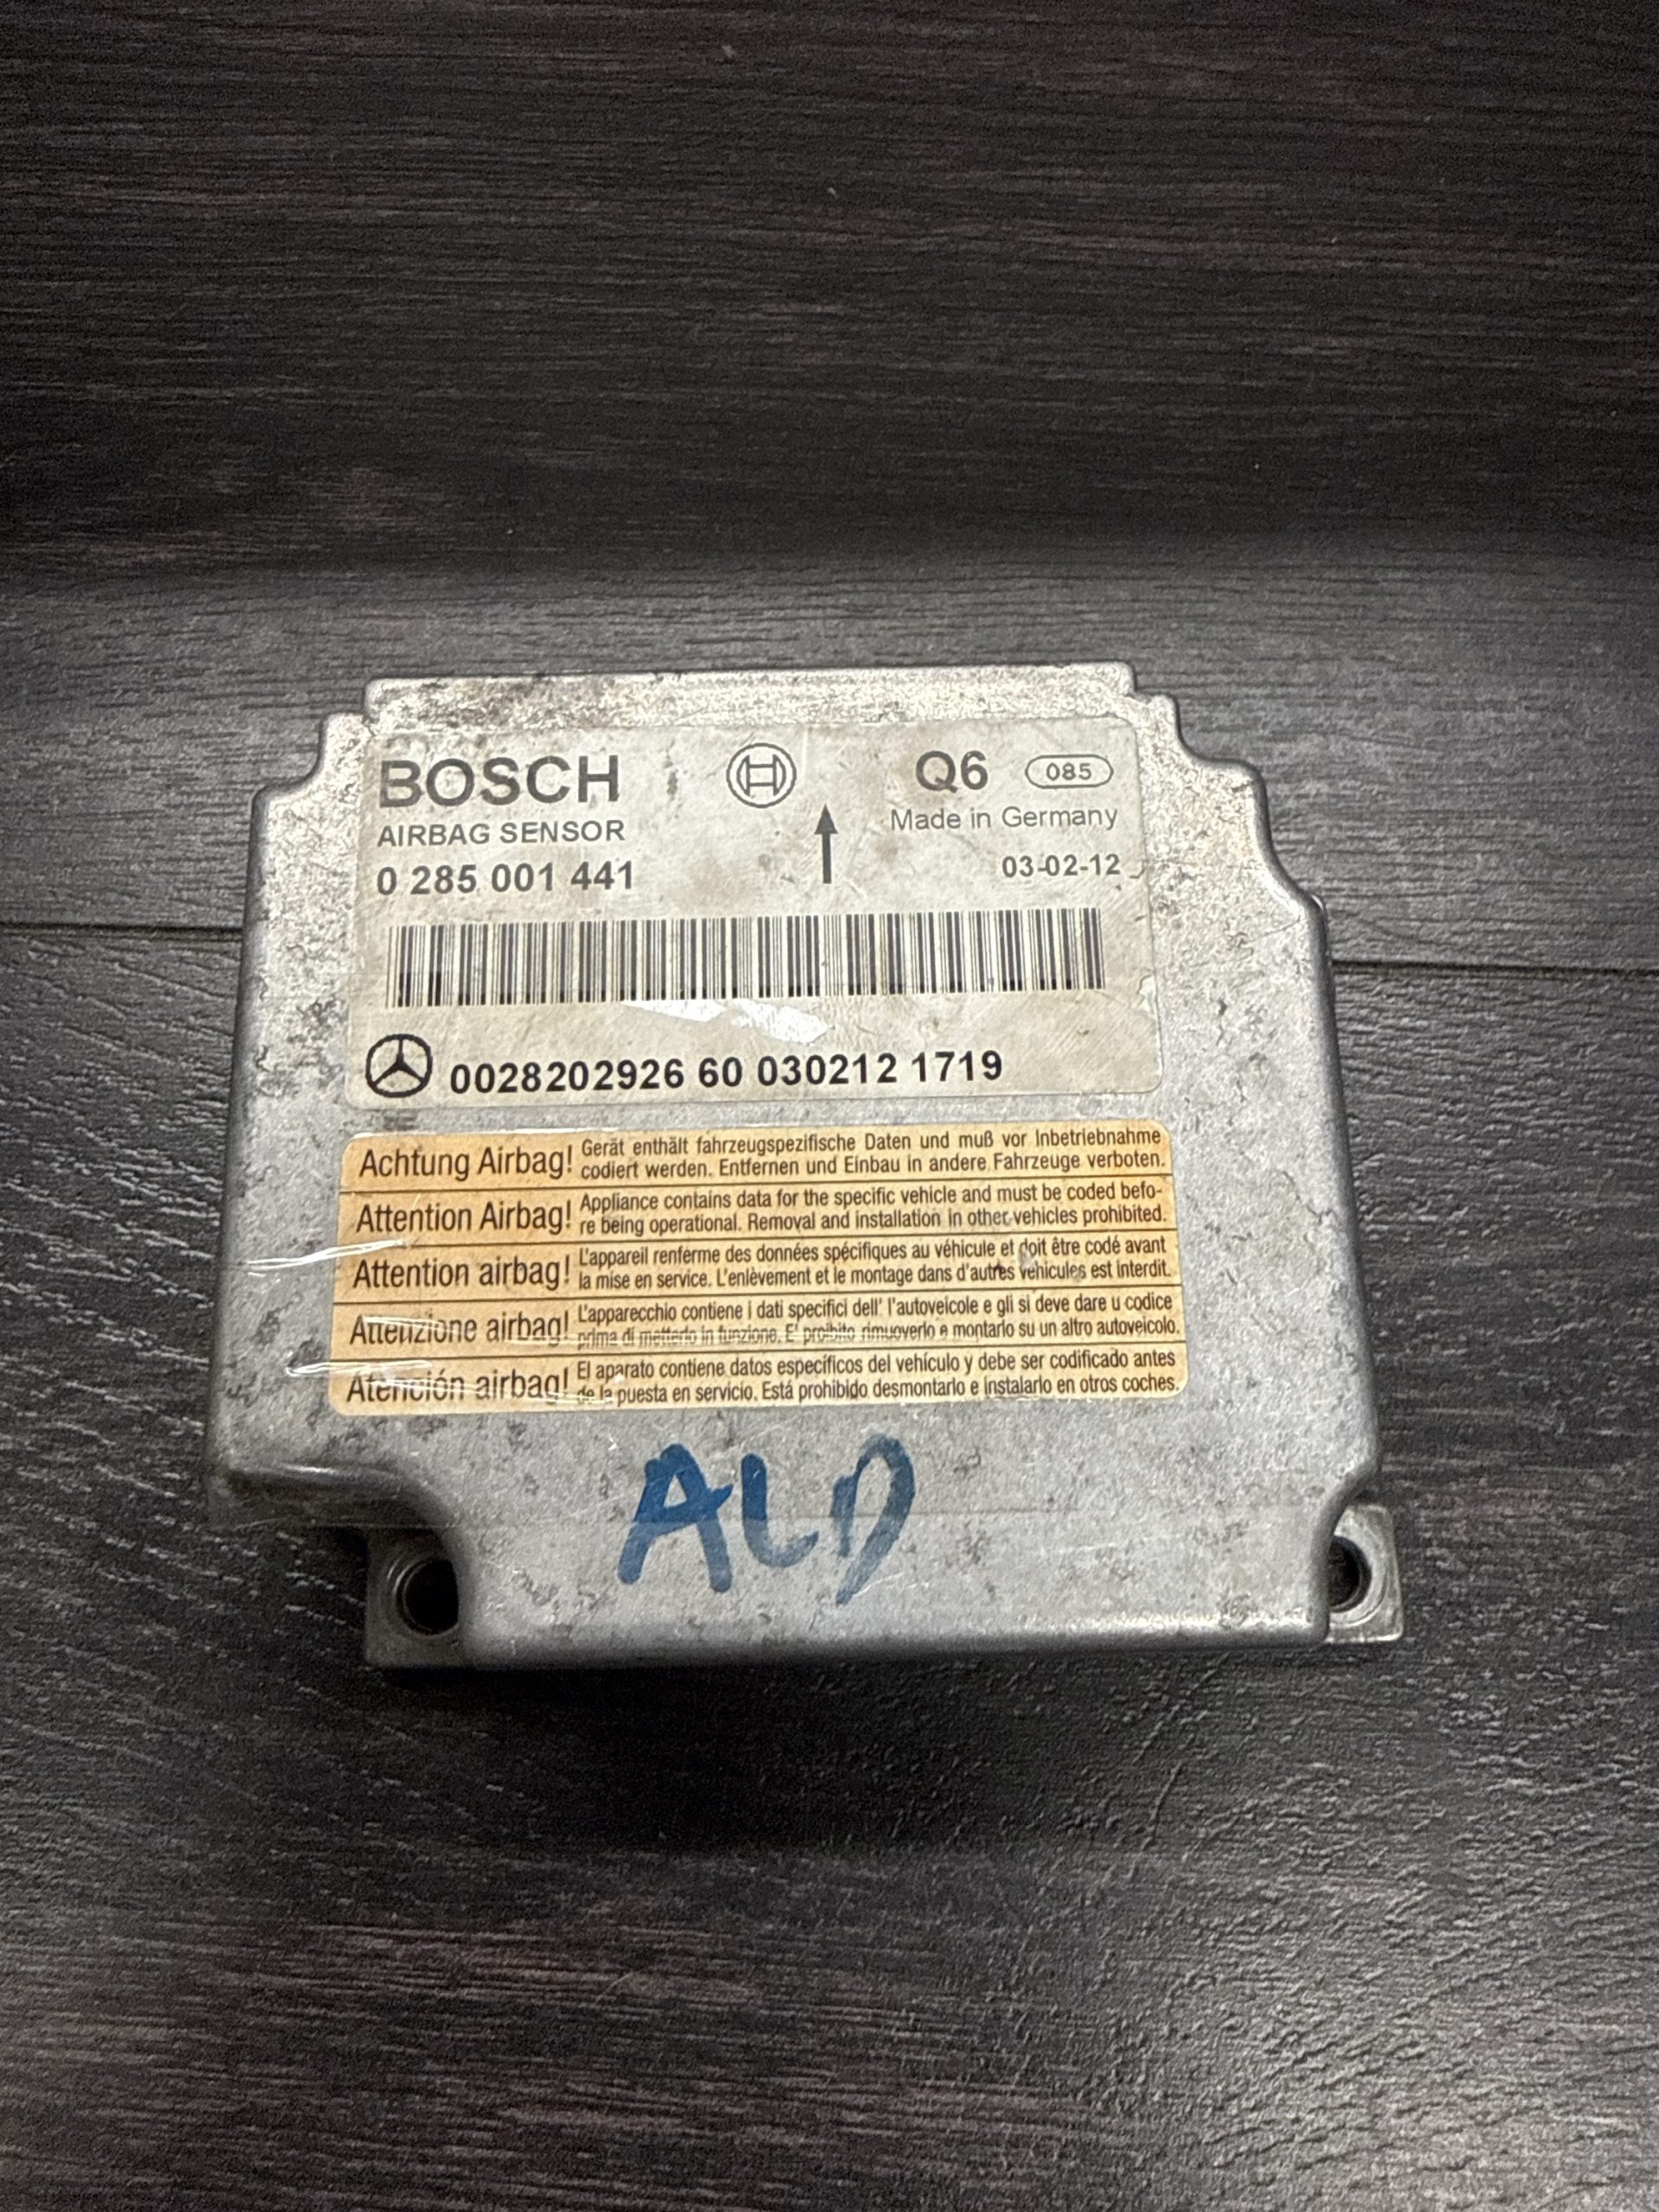 BOSCH
Q6 085
AIRBAG SENSOR
Made in Germany
0 285 001 441
03-02-12
0028202926 60 030212 1719
Achtung Airbag! Gerät enthält fahrzeugspezifische Daten und muß vor Inbetriebnahme
codiert werden. Entfernen und Einbau in andere Fahrzeuge verboten.
Attention Airbag! Appliance contains data for the specific vehicle and must be coded befo-
re being operational. Removal and installation in other vehicles prohibited.
Attention airbag! L'appareil renferme des données spécifiques au véhicule et doit être codé avant
la mise en service. L'enlèvement et le montage dans d'autres véhicules est interdit.
Attenzione airbag! L'apparecchio contiene i dati specifici dell' l'autoveicole e gli si deve dare u codice
prima di metterlo in funzione. E' proibito rimuoverlo e montarlo su un altro autoveicolo.
Atención airbag! El aparato contiene datos específicos del vehículo y debe ser codificado antes
de la puesta en servicio. Está prohibido desmontarlo e instalarlo en otros coches.
ALD